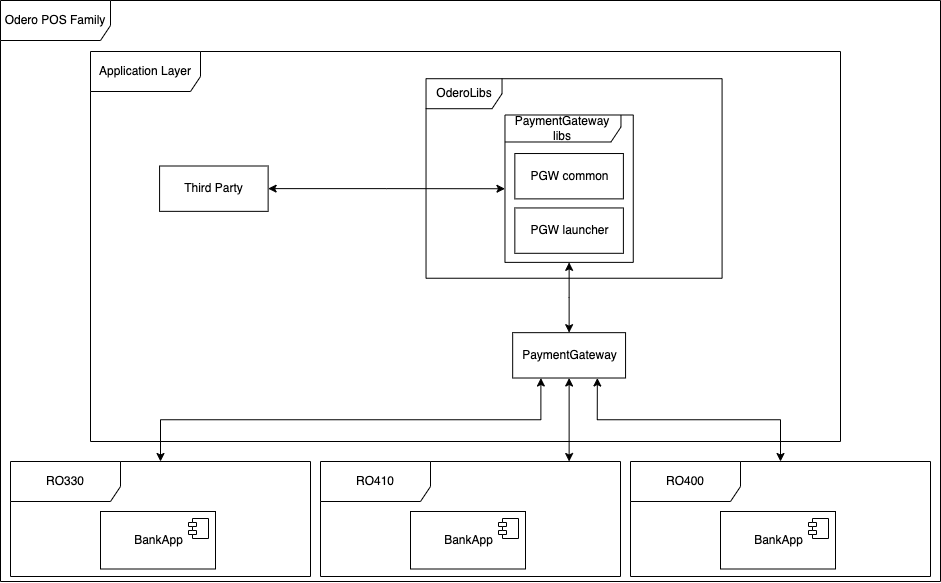 Odero POS Family
Application Layer
OderoLibs
PaymentGateway
libs
PGW common
Third Party
PGW launcher
PaymentGateway
RO330
RO410
RO400
BankApp
BankApp
BankApp